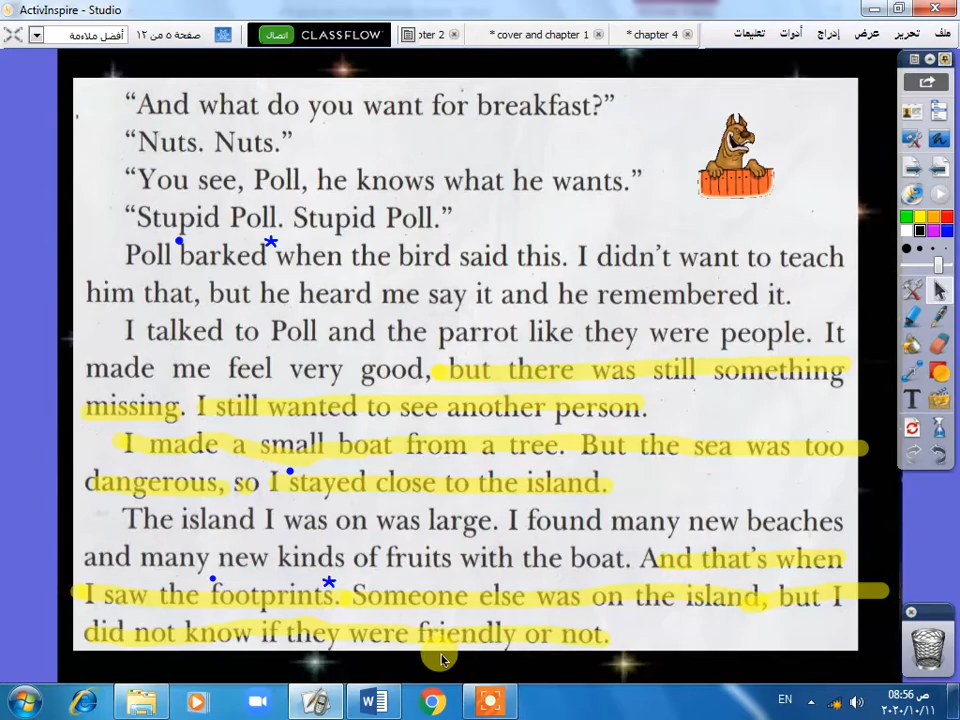 ActivInspire - Studio
أفضل ملاءمة
صفحة ٥ من ١٢
اتصال CLASSFLOW
oter 2
* cover and chapter 1
* chapter 4
ملف تحرير عرض إدراج أدوات تعليمات
“And what do you want for breakfast?”
“Nuts. Nuts.”
“You see, Poll, he knows what he wants.”
“Stupid Poll. Stupid Poll.”
Poll barked* when the bird said this. I didn’t want to teach
him that, but he heard me say it and he remembered it.
I talked to Poll and the parrot like they were people. It
made me feel very good, but there was still something
missing. I still wanted to see another person.
I made a small boat from a tree. But the sea was too
dangerous, so I stayed close to the island.
The island I was on was large. I found many new beaches
and many new kinds of fruits with the boat. And that’s when
I saw the footprints.* Someone else was on the island, but I
did not know if they were friendly or not.
EN
08:56 ص
٢٠٢٠/١٠/١١